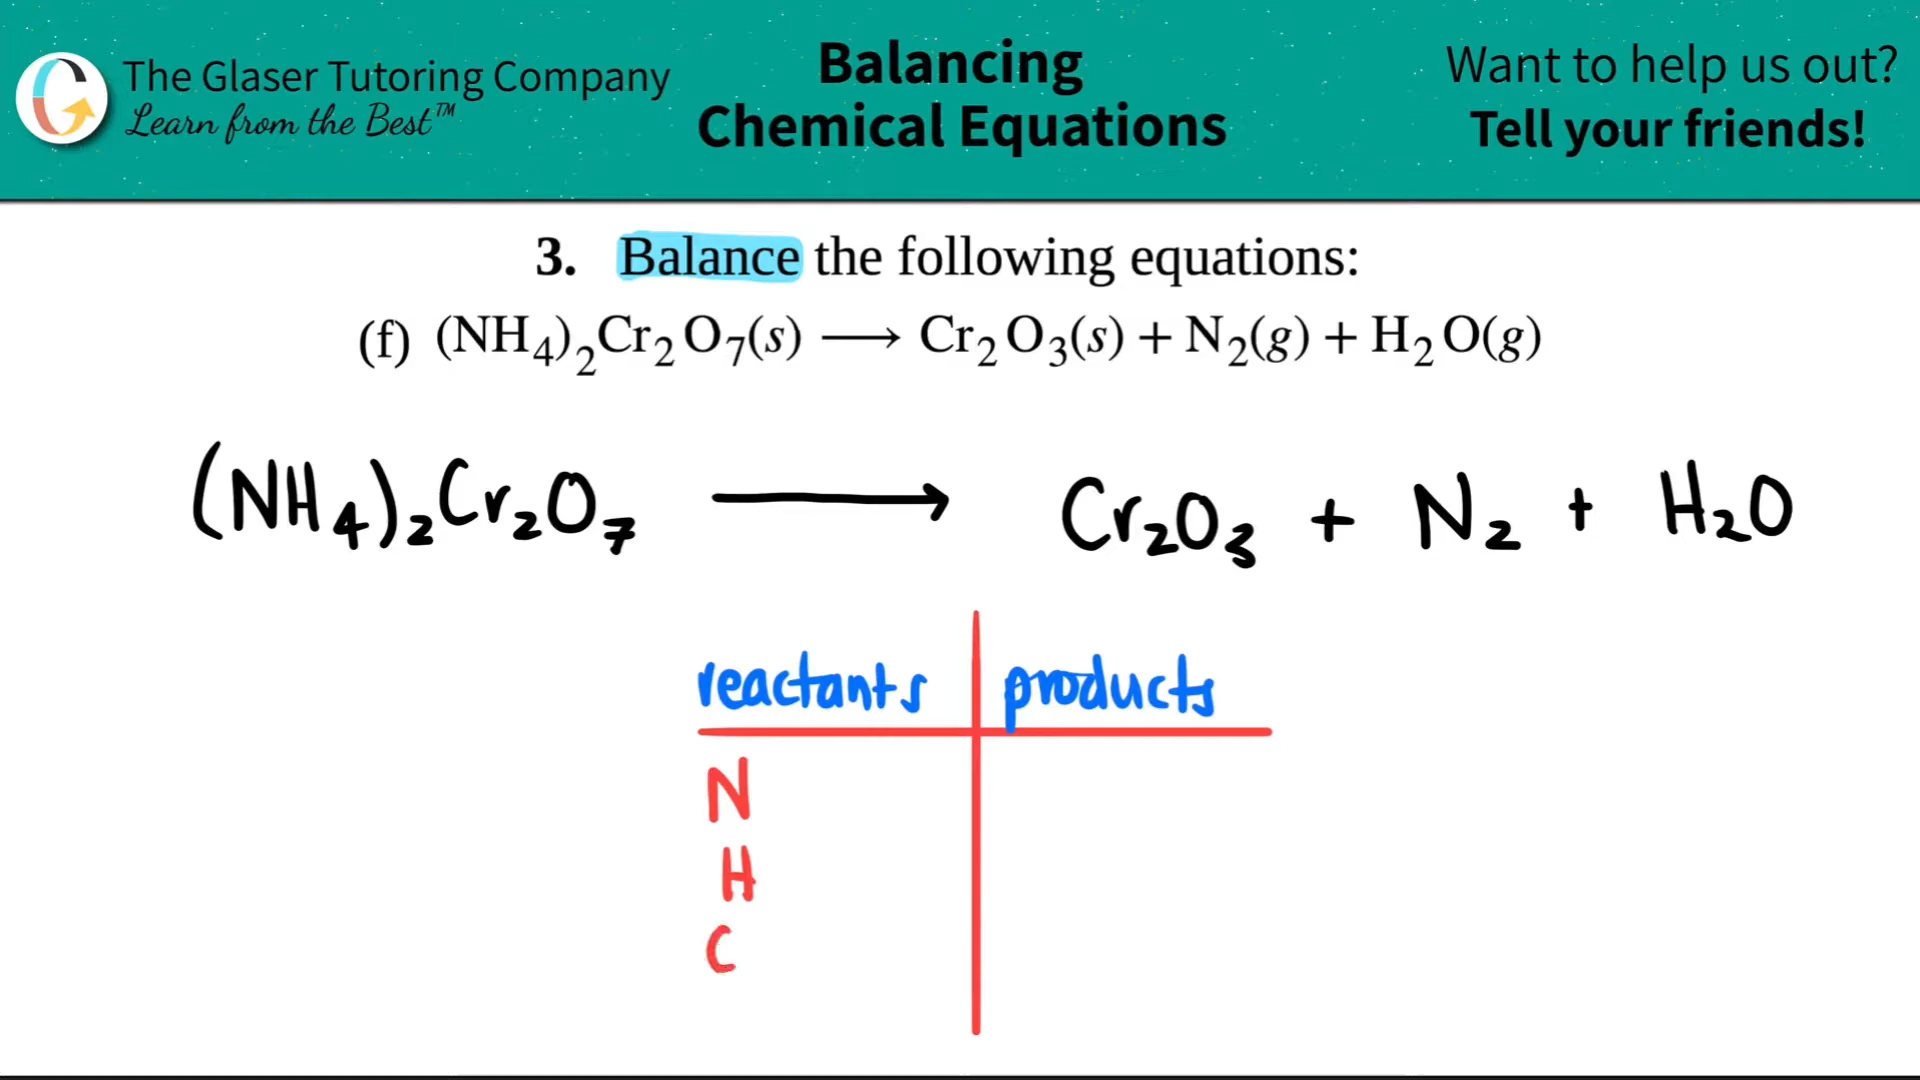 The Glaser Tutoring Company
Learn from the Best™
Balancing
Chemical Equations
Want to help us out?
Tell your friends!
3. Balance the following equations:
(f) (NH₄)₂Cr₂O₇(s) ⟶ Cr₂O₃(s) + N₂(g) + H₂O(g)
(NH₄)₂Cr₂O₇ ⟶ Cr₂O₃ + N₂ + H₂O
reactants products
N
H
C